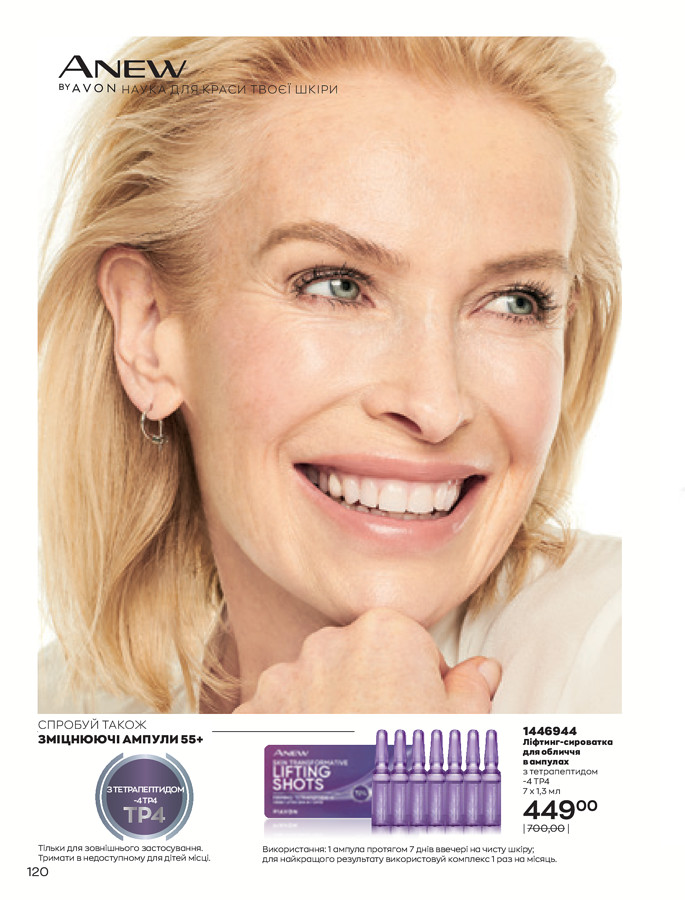 ANEW
BY AVON НАУКА ДЛЯ КРАСИ ТВОЄЇ ШКІРИ
СПРОБУЙ ТАКОЖ
ЗМІЦНЮЮЧІ АМПУЛИ 55+
З ТЕТРАПЕПТИДОМ
-4 TP4
TP4
Тільки для зовнішнього застосування.
Тримати в недоступному для дітей місці.
ANEW
SKIN TRANSFORMATIVE
LIFTING
SHOTS
1446944
Ліфтинг-сироватка
для обличчя
в ампулах
з тетрапептидом
-4 TP4
7 x 1,3 мл
449⁰⁰
| 700,00 |
Використання: 1 ампула протягом 7 днів ввечері на чисту шкіру;
для найкращого результату використовуй комплекс 1 раз на місяць.
120